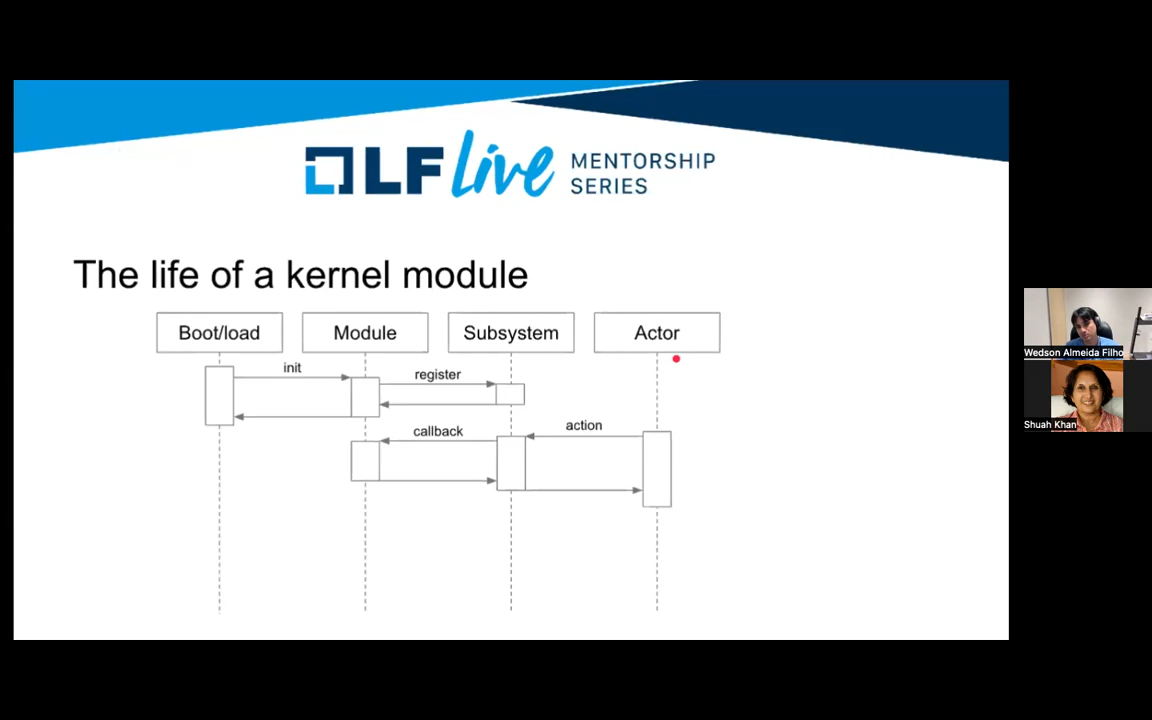 LF Live MENTORSHIP
SERIES
The life of a kernel module
Boot/load Module Subsystem Actor
init
register
action
callback
Wedson Almeida Filho
Shuah Khan